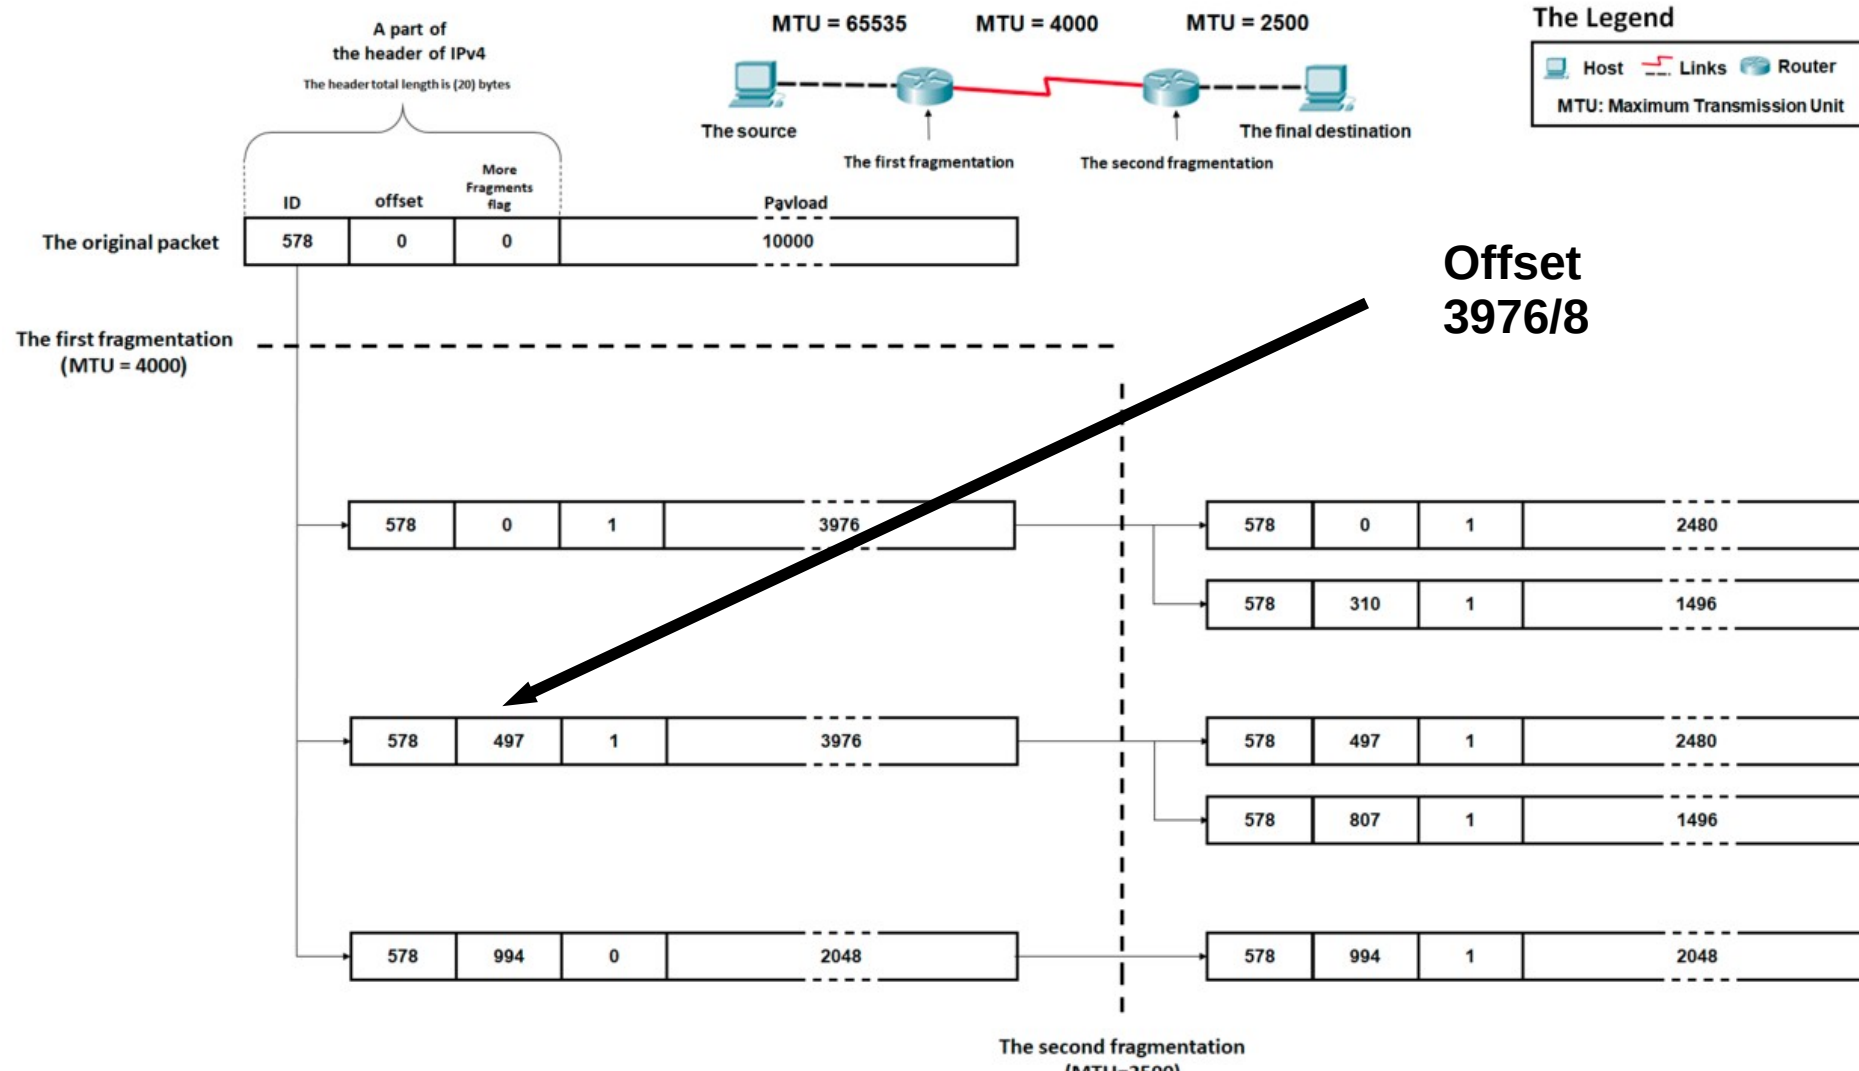 A part of
the header of IPv4
The header total length is (20) bytes
MTU = 65535 MTU = 4000 MTU = 2500
The source
The final destination
The first fragmentation
The second fragmentation
The Legend
Host Links Router
MTU: Maximum Transmission Unit
ID offset More
Fragments
flag
Payload
The original packet 578 0 0 10000
Offset
3976/8
The first fragmentation
(MTU = 4000)
578 0 1 3976
578 0 1 2480
578 310 1 1496
578 497 1 3976
578 497 1 2480
578 807 1 1496
578 994 0 2048
578 994 1 2048
The second fragmentation
(MTU=2500)